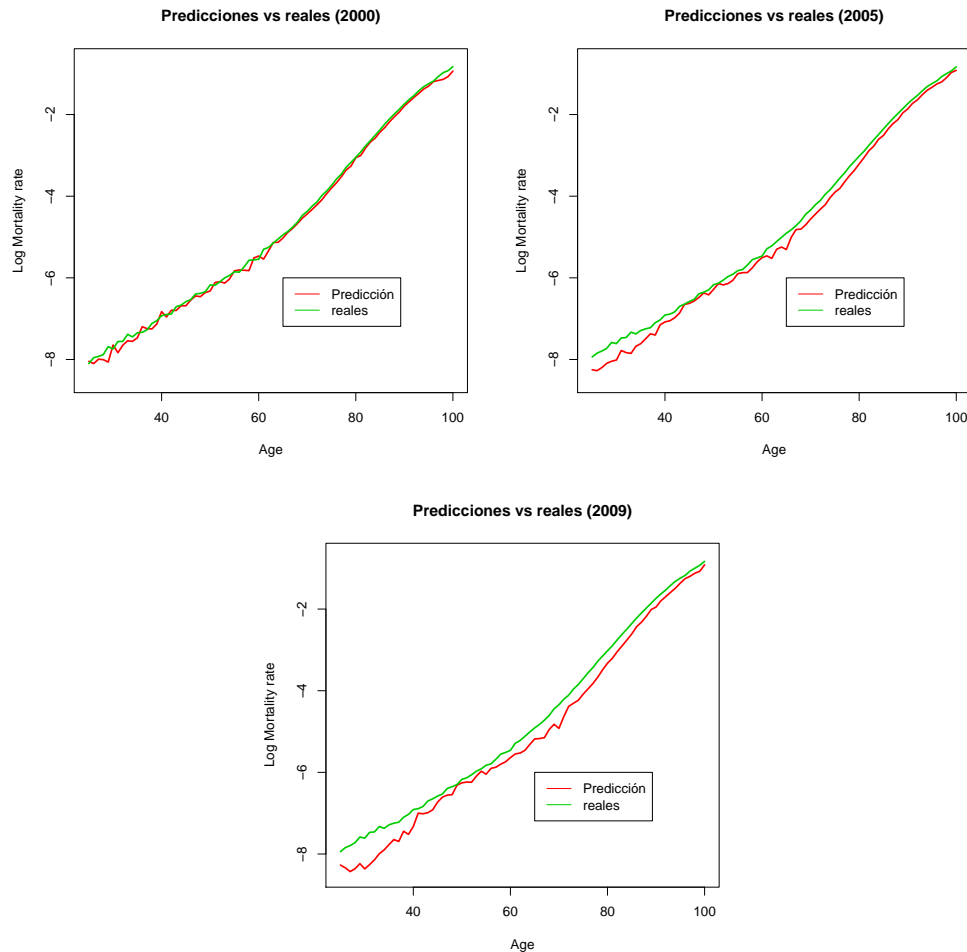 Predicciones vs reales (2000)
Log Mortality rate
-2
-4
-6
-8
Predicción
reales
40
60
80
100
Age
Predicciones vs reales (2005)
Log Mortality rate
-2
-4
-6
-8
Predicción
reales
40
60
80
100
Age
Predicciones vs reales (2009)
Log Mortality rate
-2
-4
-6
-8
Predicción
reales
40
60
80
100
Age